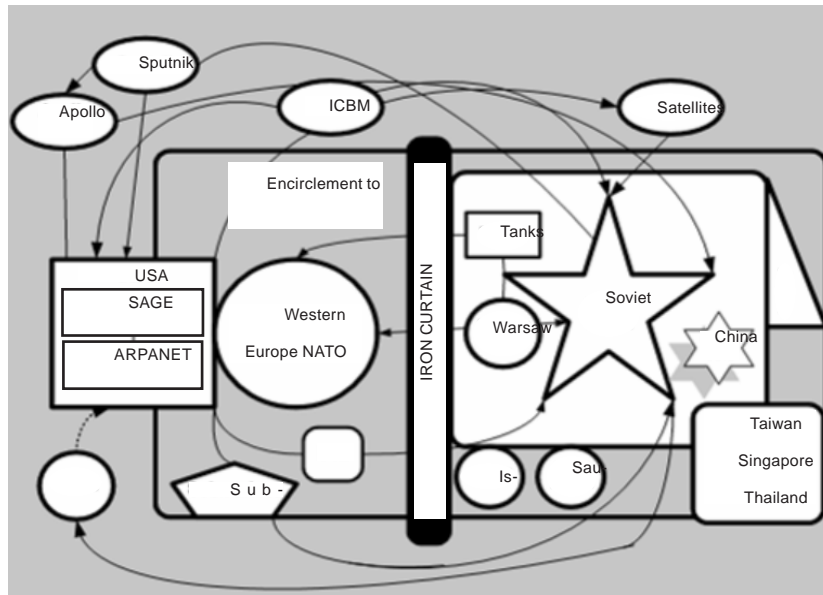 Sputnik
Apollo
ICBM
Satellites
Encirclement to
Tanks
USA
SAGE
ARPANET
Western
Europe NATO
IRON CURTAIN
Warsaw
Soviet
China
Taiwan
Singapore
Thailand
Is-
Sau-
Sub-